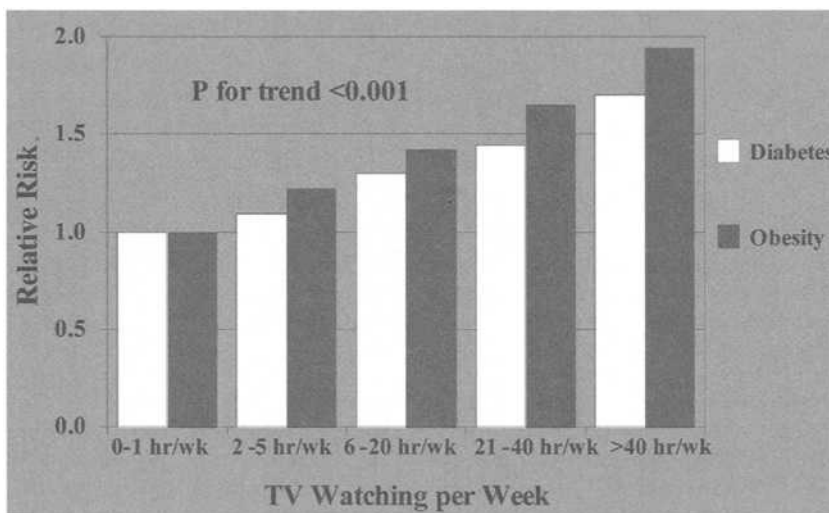 2.0
P for trend <0.001
1.5
Diabetes
Relative Risk
1.0
Obesity
0.5
0.0
0-1 hr/wk 2 -5 hr/wk 6 -20 hr/wk 21 -40 hr/wk >40 hr/wk
TV Watching per Week